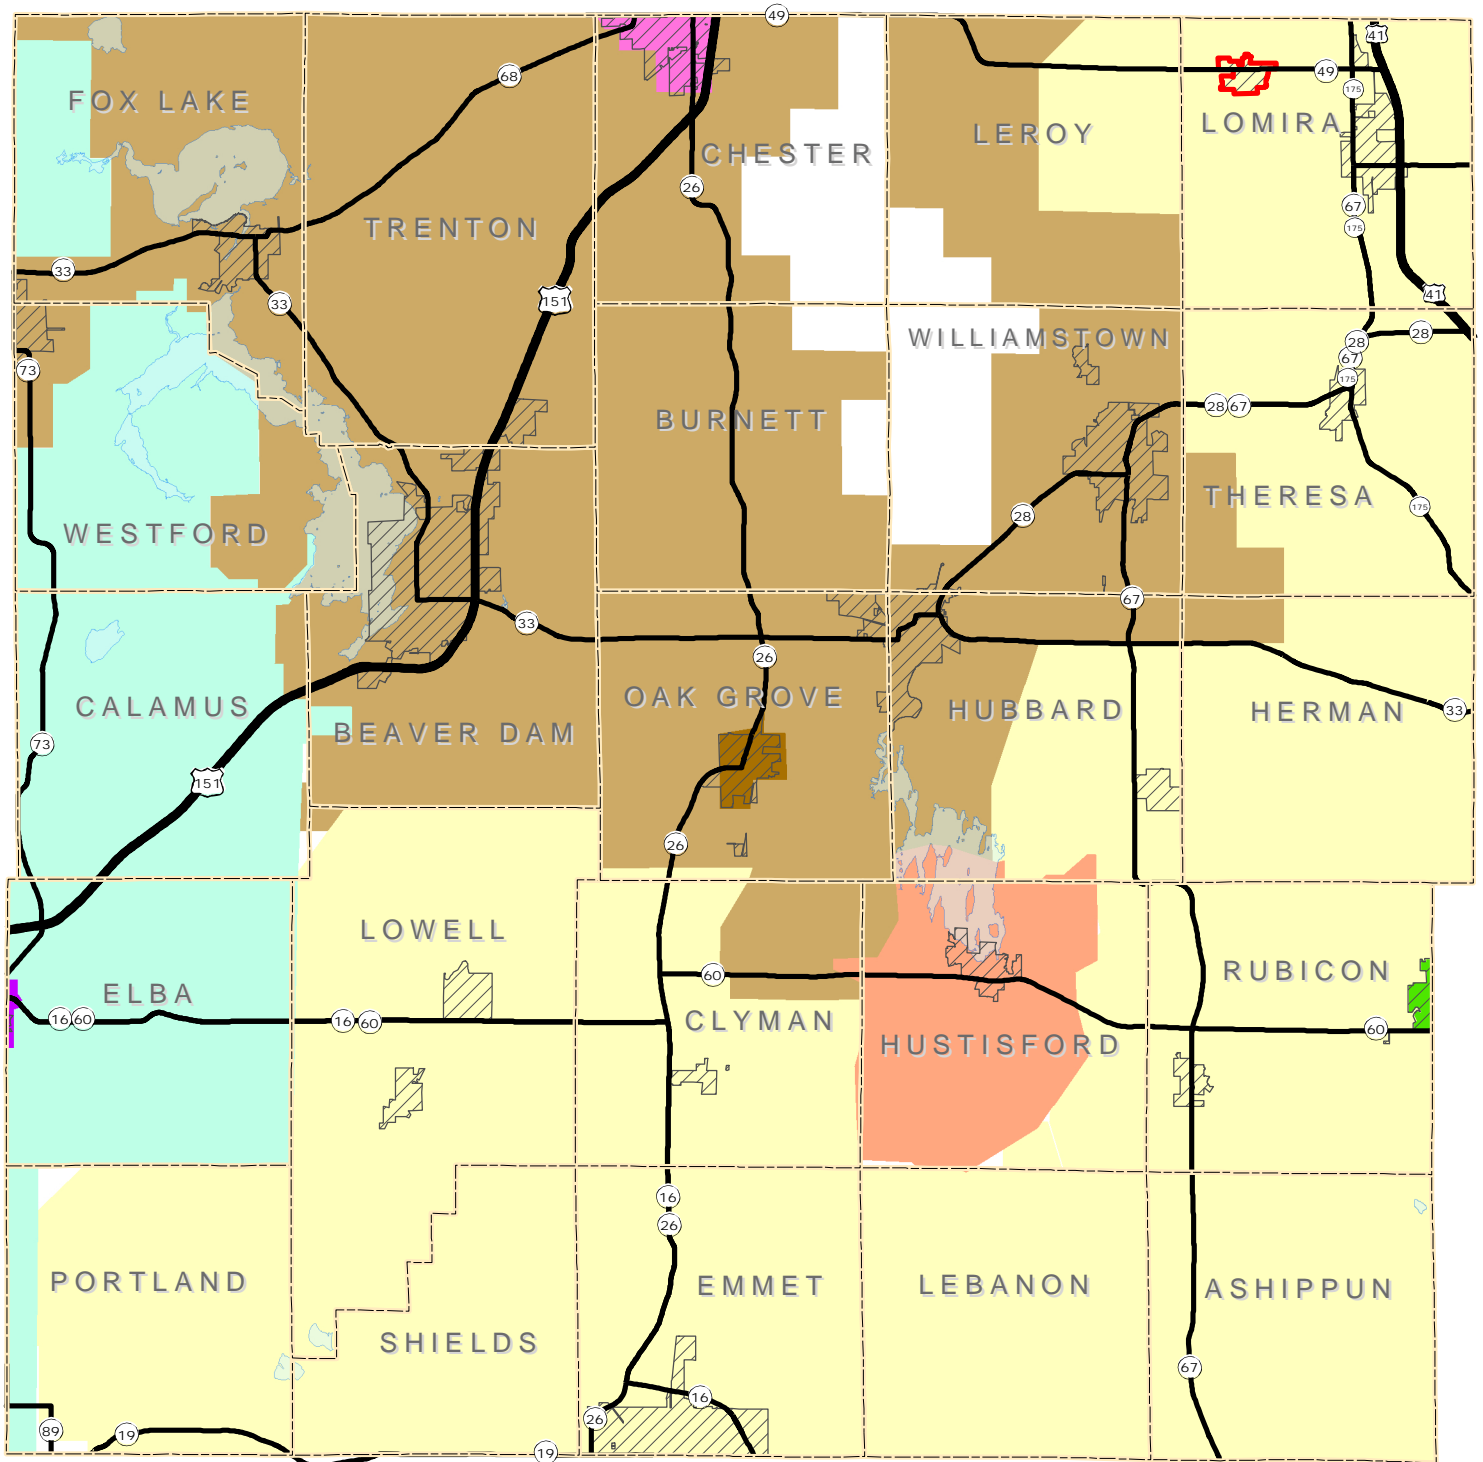 49
41
68
49
175
FOX LAKE
LOMIRA
LEROY
CHESTER
26
67
175
TRENTON
33
151
33
41
28
28
67
175
WILLIAMSTOWN
73
28 67
BURNETT
THERESA
175
28
WESTFORD
67
33
26
OAK GROVE
CALAMUS
HUBBARD
HERMAN
33
BEAVER DAM
73
151
26
LOWELL
60
RUBICON
ELBA
16 60
16 60
CLYMAN
60
HUSTISFORD
16
26
PORTLAND
EMMET
LEBANON
ASHIPPUN
SHIELDS
67
16
26
89
19
19